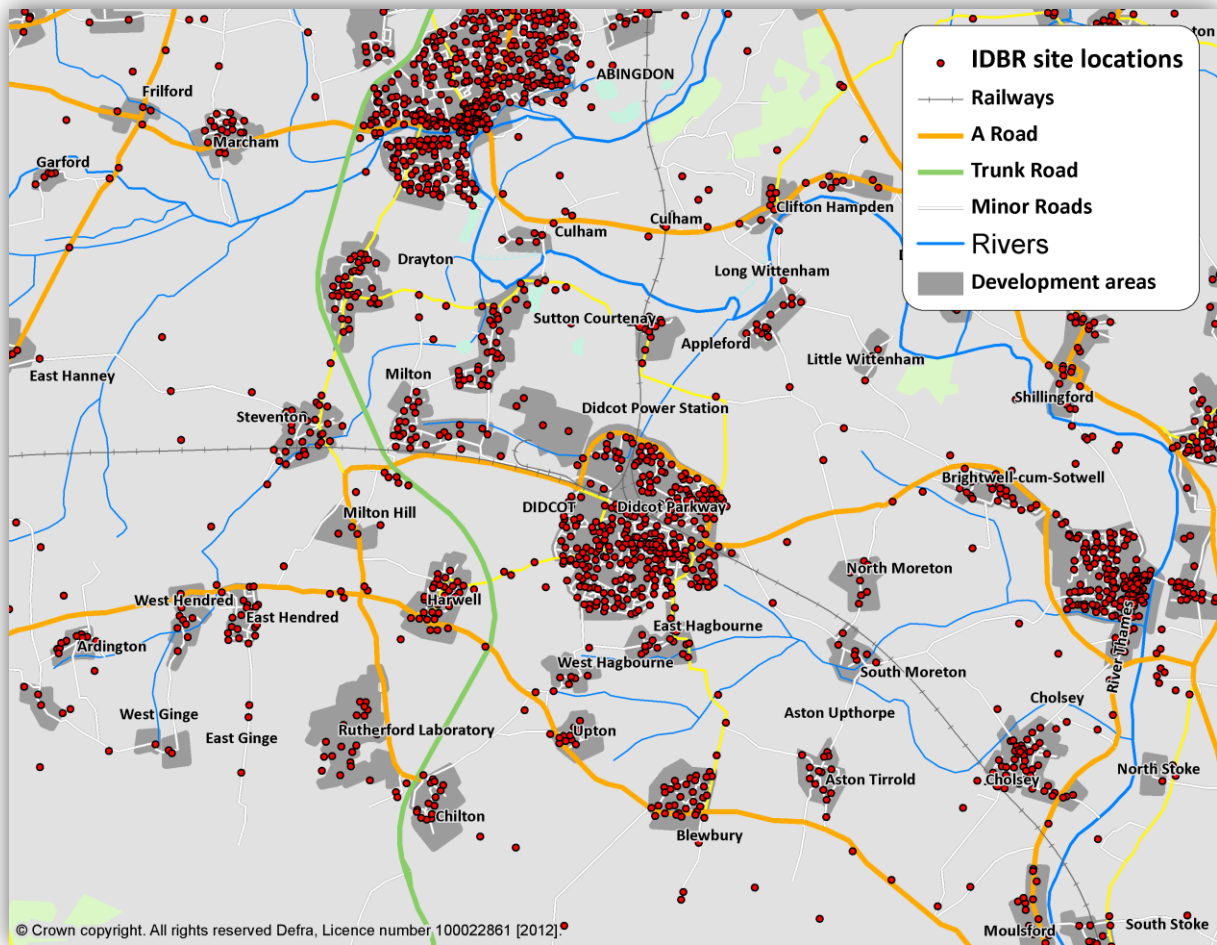 ABINGDON
Frilford
Marcham
Garford
Clifton Hampden
Culham
Culham
Drayton
Long Wittenham
Sutton Courtenay
Appleford
Little Wittenham
East Hanney
Milton
Shillingford
Steventon
Didcot Power Station
Brightwell-cum-Sotwell
DIDCOT
Didcot Parkway
Milton Hill
North Moreton
West Hendred
Harwell
East Hendred
East Hagbourne
Ardington
West Hagbourne
South Moreton
River Thames
Cholsey
West Ginge
Aston Upthorpe
East Ginge
Rutherford Laboratory
Upton
North Stoke
Aston Tirrold
Cholsey
Chilton
Blewbury
South Stoke
Moulsford
IDBR site locations
Railways
A Road
Trunk Road
Minor Roads
Rivers
Development areas
© Crown copyright. All rights reserved Defra, Licence number 100022861 [2012].